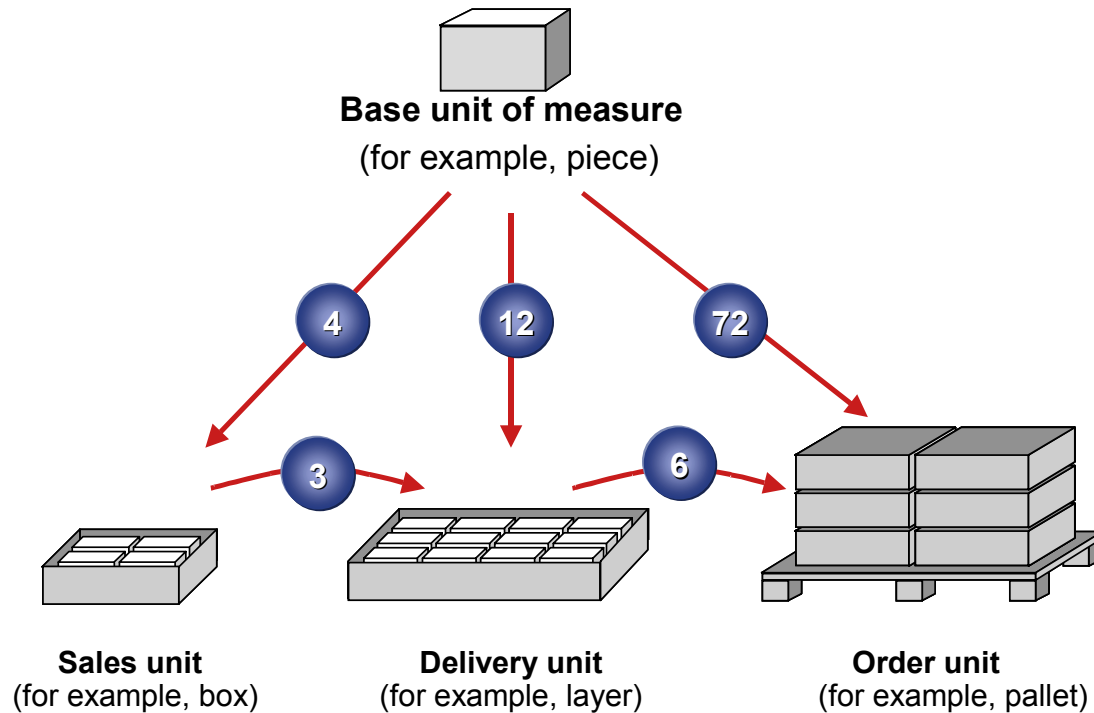 Base unit of measure
(for example, piece)
4
12
72
3
6
Sales unit
(for example, box)
Delivery unit
(for example, layer)
Order unit
(for example, pallet)